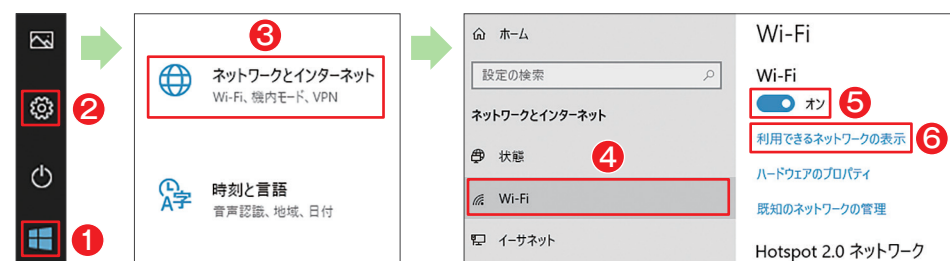 2
1
3
ネットワークとインターネット
Wi-Fi、機内モード、VPN
時刻と言語
音声認識、地域、日付
ホーム
設定の検索
ネットワークとインターネット
状態
4
Wi-Fi
イーサネット
Wi-Fi
Wi-Fi
オン 5
利用できるネットワークの表示 6
ハードウェアのプロパティ
既知のネットワークの管理
Hotspot 2.0 ネットワーク